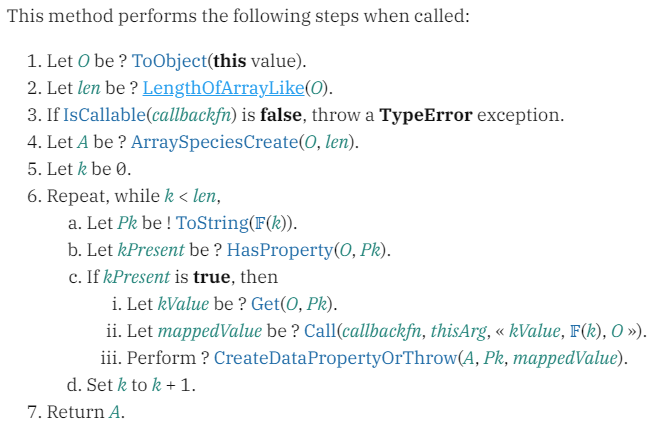 This method performs the following steps when called:
1. Let O be ? ToObject(this value).
2. Let len be ? LengthOfArrayLike(O).
3. If IsCallable(callbackfn) is false, throw a TypeError exception.
4. Let A be ? ArraySpeciesCreate(O, len).
5. Let k be 0.
6. Repeat, while k < len,
a. Let Pk be ! ToString(𝔽(k)).
b. Let kPresent be ? HasProperty(O, Pk).
c. If kPresent is true, then
i. Let kValue be ? Get(O, Pk).
ii. Let mappedValue be ? Call(callbackfn, thisArg, « kValue, 𝔽(k), O »).
iii. Perform ? CreateDataPropertyOrThrow(A, Pk, mappedValue).
d. Set k to k + 1.
7. Return A.